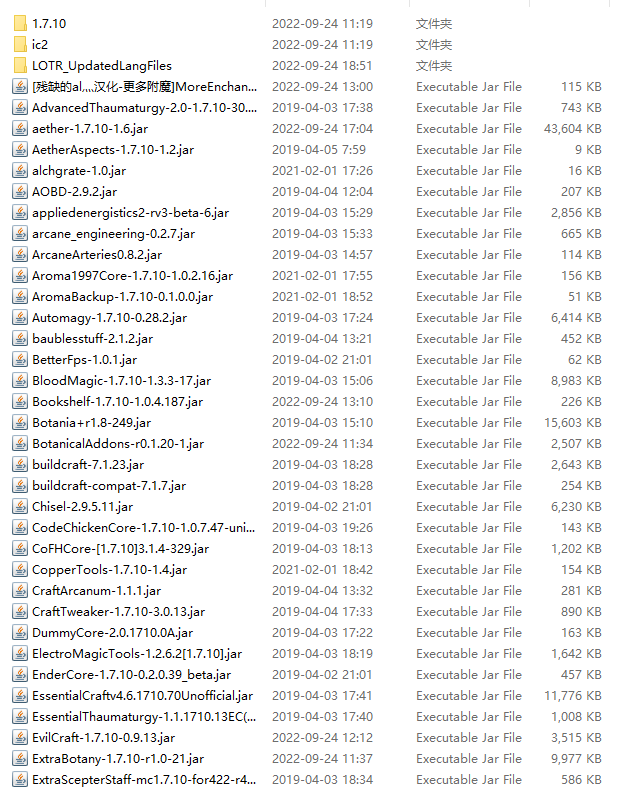 1.7.10 2022-09-24 11:19 文件夹
ic2 2022-09-24 11:19 文件夹
LOTR_UpdatedLangFiles 2022-09-24 18:51 文件夹
[残缺的al,,,,汉化-更多附魔]MoreEnchan... 2022-09-24 13:00 Executable Jar File 115 KB
AdvancedThaumaturgy-2.0-1.7.10-30.... 2019-04-03 17:38 Executable Jar File 743 KB
aether-1.7.10-1.6.jar 2022-09-24 17:04 Executable Jar File 43,604 KB
AetherAspects-1.7.10-1.2.jar 2019-04-05 7:59 Executable Jar File 9 KB
alchgrate-1.0.jar 2021-02-01 17:26 Executable Jar File 16 KB
AOBD-2.9.2.jar 2019-04-04 12:04 Executable Jar File 207 KB
appliedenergistics2-rv3-beta-6.jar 2019-04-03 15:29 Executable Jar File 2,856 KB
arcane_engineering-0.2.7.jar 2019-04-03 15:33 Executable Jar File 665 KB
ArcaneArteries0.8.2.jar 2019-04-03 14:57 Executable Jar File 114 KB
Aroma1997Core-1.7.10-1.0.2.16.jar 2021-02-01 17:55 Executable Jar File 156 KB
AromaBackup-1.7.10-0.1.0.0.jar 2021-02-01 18:52 Executable Jar File 51 KB
Automagy-1.7.10-0.28.2.jar 2019-04-03 17:24 Executable Jar File 6,414 KB
baublesstuff-2.1.2.jar 2019-04-04 13:21 Executable Jar File 452 KB
BetterFps-1.0.1.jar 2019-04-02 21:01 Executable Jar File 62 KB
BloodMagic-1.7.10-1.3.3-17.jar 2019-04-03 15:06 Executable Jar File 8,983 KB
Bookshelf-1.7.10-1.0.4.187.jar 2022-09-24 13:10 Executable Jar File 226 KB
Botania+r1.8-249.jar 2019-04-03 15:10 Executable Jar File 15,603 KB
BotanicalAddons-r0.1.20-1.jar 2022-09-24 11:34 Executable Jar File 2,507 KB
buildcraft-7.1.23.jar 2019-04-03 18:28 Executable Jar File 2,643 KB
buildcraft-compat-7.1.7.jar 2019-04-03 18:28 Executable Jar File 254 KB
Chisel-2.9.5.11.jar 2019-04-02 21:01 Executable Jar File 6,230 KB
CodeChickenCore-1.7.10-1.0.7.47-uni... 2019-04-03 19:26 Executable Jar File 143 KB
CoFHCore-[1.7.10]3.1.4-329.jar 2019-04-03 18:13 Executable Jar File 1,202 KB
CopperTools-1.7.10-1.4.jar 2021-02-01 18:42 Executable Jar File 154 KB
CraftArcanum-1.1.1.jar 2019-04-04 13:32 Executable Jar File 281 KB
CraftTweaker-1.7.10-3.0.13.jar 2019-04-04 17:33 Executable Jar File 890 KB
DummyCore-2.0.1710.0A.jar 2019-04-03 17:22 Executable Jar File 163 KB
ElectroMagicTools-1.2.6.2[1.7.10].jar 2019-04-03 18:19 Executable Jar File 1,642 KB
EnderCore-1.7.10-0.2.0.39_beta.jar 2019-04-02 21:01 Executable Jar File 457 KB
EssentialCraftv4.6.1710.70Unofficial.jar 2019-04-03 17:41 Executable Jar File 11,776 KB
EssentialThaumaturgy-1.1.1710.13EC(... 2019-04-03 17:40 Executable Jar File 1,008 KB
EvilCraft-1.7.10-0.9.13.jar 2022-09-24 12:12 Executable Jar File 3,515 KB
ExtraBotany-1.7.10-r1.0-21.jar 2022-09-24 11:37 Executable Jar File 9,977 KB
ExtraScepterStaff-mc1.7.10-for422-r4... 2019-04-03 18:34 Executable Jar File 586 KB